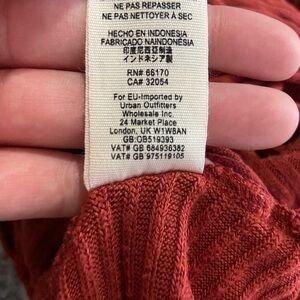 NE PAS REPASSER
NE PAS NETTOYER À SEC
HECHO EN INDONESIA
FABRICADO NAINDONÉSIA
印度尼西亚制造
インドネシア製
RN# 66170
CA# 32054
For EU-Imported by
Urban Outfitters
Wholesale Inc
24 Market Place
London, UK W1W8AN
GB:OB519393
VAT# GB 684936382
VAT# GB 975119105